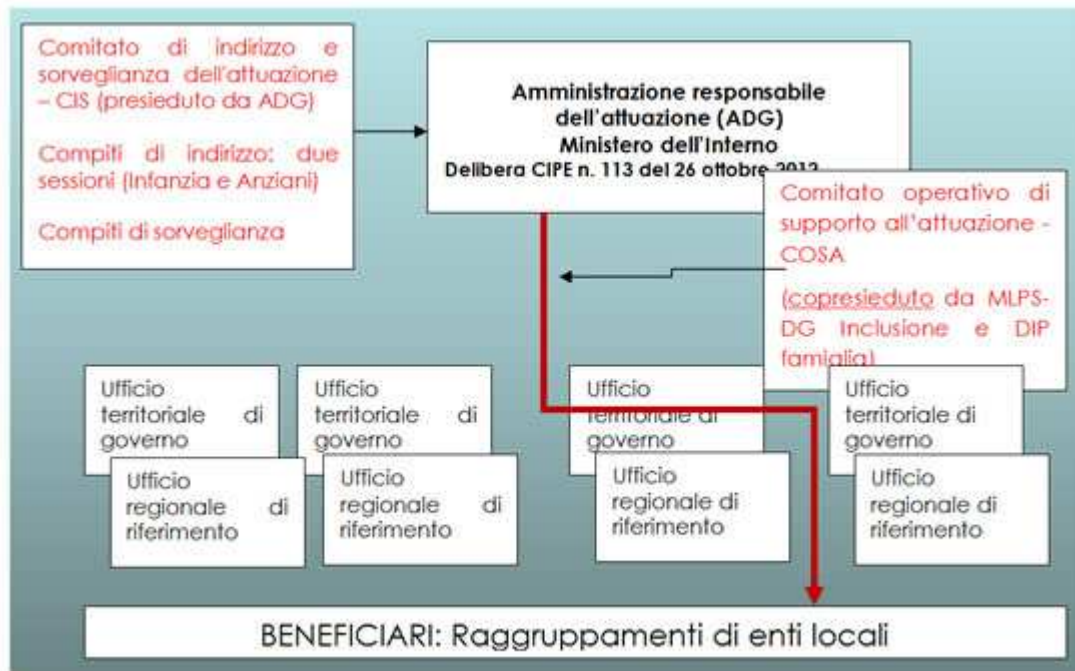 Comitato di indirizzo e
sorveglianza dell'attuazione
– CIS (presieduto da ADG)
Compiti di indirizzo: due
sessioni (Infanzia e Anziani)
Compiti di sorveglianza
Amministrazione responsabile
dell'attuazione (ADG)
Ministero dell'Interno
Delibera CIPE n. 113 del 26 ottobre 2012
Comitato operativo di
supporto all'attuazione -
COSA
(copresieduto da MLPS-
DG Inclusione e DIP
famiglia)
Ufficio
territoriale di
governo
Ufficio
territoriale di
governo
Ufficio
territoriale di
governo
Ufficio
territoriale di
governo
Ufficio
regionale di
riferimento
Ufficio
regionale di
riferimento
Ufficio
regionale di
riferimento
Ufficio
regionale di
riferimento
BENEFICIARI: Raggruppamenti di enti locali